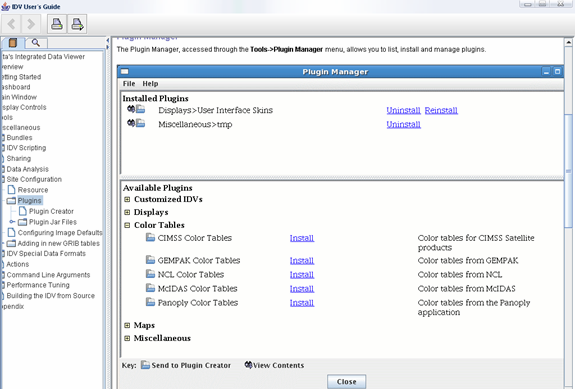 IDV User's Guide
ta's Integrated Data Viewer
verview
etting Started
ashboard
ain Window
splay Controls
ools
iscellaneous
Bundles
IDV Scripting
Sharing
Data Analysis
Site Configuration
Resource
Plugins
Plugin Creator
Plugin Jar Files
Configuring Image Defaults
Adding in new GRIB tables
IDV Special Data Formats
Actions
Command Line Arguments
Performance Tuning
Building the IDV from Source
pendix
Plugin Manager
The Plugin Manager, accessed through the Tools->Plugin Manager menu, allows you to list, install and manage plugins.
Plugin Manager
File Help
Installed Plugins
Displays>User Interface Skins Uninstall Reinstall
Miscellaneous>tmp Uninstall
Available Plugins
Customized IDVs
Displays
Color Tables
CIMSS Color Tables Install Color tables for CIMSS Satellite
products
GEMPAK Color Tables Install Color tables from GEMPAK
NCL Color Tables Install Color tables from NCL
McIDAS Color Tables Install Color tables from McIDAS
Panoply Color Tables Install Color tables from the Panoply
application
Maps
Miscellaneous
Key: Send to Plugin Creator View Contents
Close